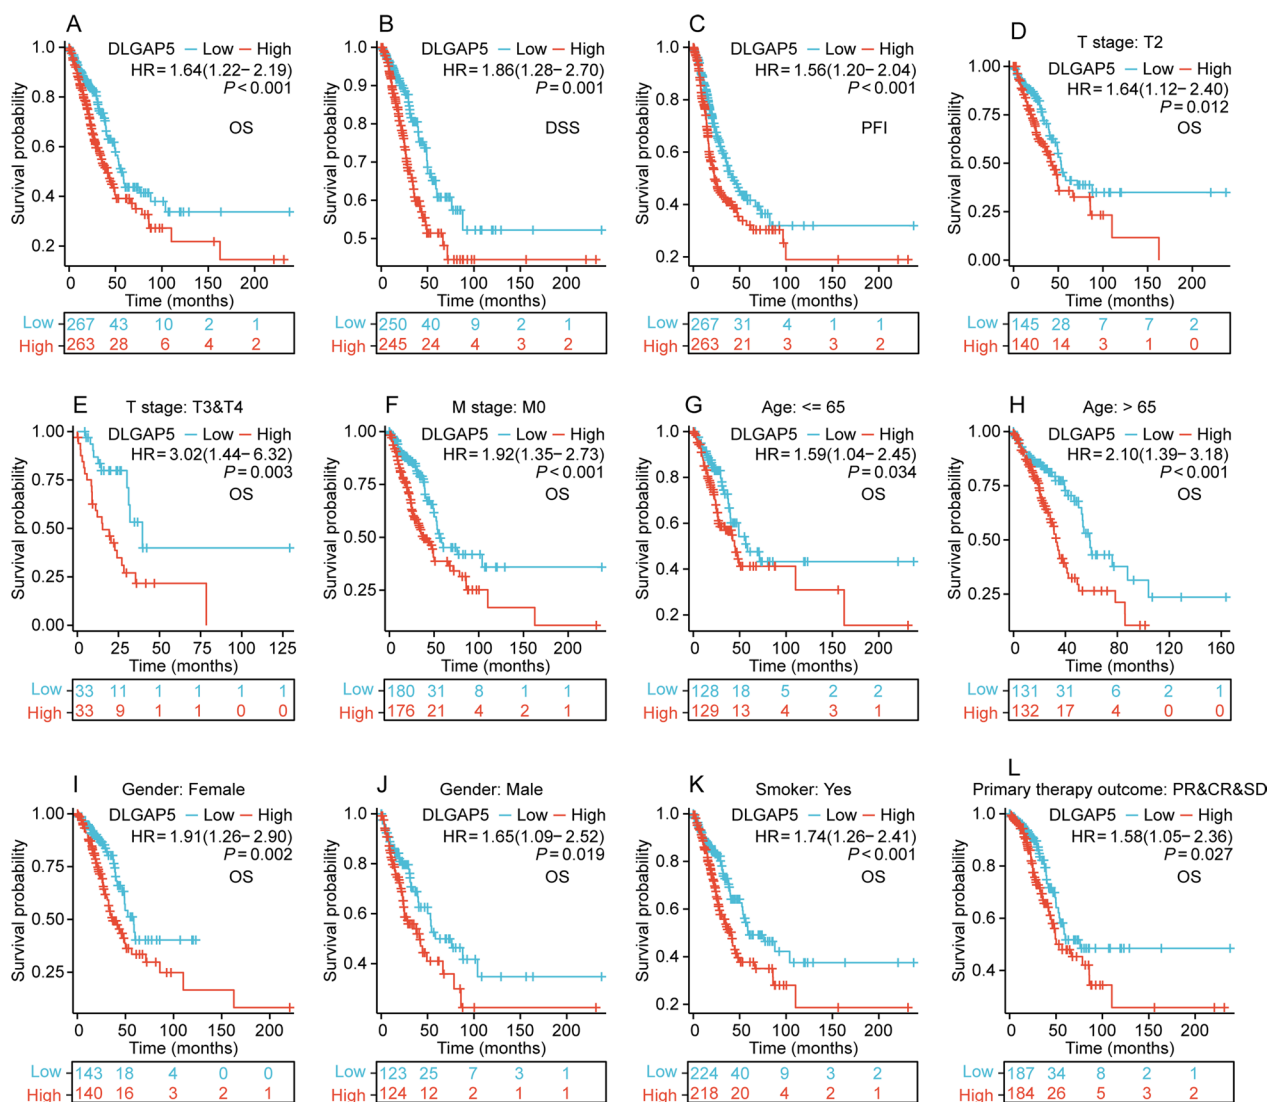 A
DLGAP5 Low High
HR=1.64(1.22−2.19)
P<0.001
OS
Survival probability
1.0
0.8
0.6
0.4
0.2
0 50 100 150 200
Time (months)
Low 267 43 10 2 1
High 263 28 6 4 2
B
DLGAP5 Low High
HR=1.86(1.28−2.70)
P=0.001
DSS
Survival probability
1.0
0.9
0.8
0.7
0.6
0.5
0 50 100 150 200
Time (months)
Low 250 40 9 2 1
High 245 24 4 3 2
C
DLGAP5 Low High
HR=1.56(1.20−2.04)
P<0.001
PFI
Survival probability
1.0
0.8
0.6
0.4
0.2
0 50 100 150 200
Time (months)
Low 267 31 4 1 1
High 263 21 3 3 2
D
T stage: T2
DLGAP5 Low High
HR=1.64(1.12−2.40)
P=0.012
OS
Survival probability
1.00
0.75
0.50
0.25
0.00
0 50 100 150 200
Time (months)
Low 145 28 7 7 2
High 140 14 3 1 0
E
T stage: T3&T4
DLGAP5 Low High
HR=3.02(1.44−6.32)
P=0.003
OS
Survival probability
1.00
0.75
0.50
0.25
0.00
0 25 50 75 100 125
Time (months)
Low 33 11 1 1 1 1
High 33 9 1 1 0 0
F
M stage: M0
DLGAP5 Low High
HR=1.92(1.35−2.73)
P<0.001
OS
Survival probability
1.00
0.75
0.50
0.25
0 50 100 150 200
Time (months)
Low 180 31 8 1 1
High 176 21 4 2 1
G
Age: <= 65
DLGAP5 Low High
HR=1.59(1.04−2.45)
P=0.034
OS
Survival probability
1.0
0.8
0.6
0.4
0.2
0 50 100 150 200
Time (months)
Low 128 18 5 2 2
High 129 13 4 3 1
H
Age: > 65
DLGAP5 Low High
HR=2.10(1.39−3.18)
P<0.001
OS
Survival probability
1.00
0.75
0.50
0.25
0 40 80 120 160
Time (months)
Low 131 31 6 2 1
High 132 17 4 0 0
I
Gender: Female
DLGAP5 Low High
HR=1.91(1.26−2.90)
P=0.002
OS
Survival probability
1.00
0.75
0.50
0.25
0 50 100 150 200
Time (months)
Low 143 18 4 0 0
High 140 16 3 2 1
J
Gender: Male
DLGAP5 Low High
HR=1.65(1.09−2.52)
P=0.019
OS
Survival probability
1.0
0.8
0.6
0.4
0 50 100 150 200
Time (months)
Low 123 25 7 3 1
High 124 12 2 1 1
K
Smoker: Yes
DLGAP5 Low High
HR=1.74(1.26−2.41)
P<0.001
OS
Survival probability
1.0
0.8
0.6
0.4
0.2
0 50 100 150 200
Time (months)
Low 224 40 9 3 2
High 218 20 4 2 1
L
Primary therapy outcome: PR&CR&SD
DLGAP5 Low High
HR=1.58(1.05−2.36)
P=0.027
OS
Survival probability
1.0
0.8
0.6
0.4
0 50 100 150 200
Time (months)
Low 187 34 8 2 1
High 184 26 5 3 2